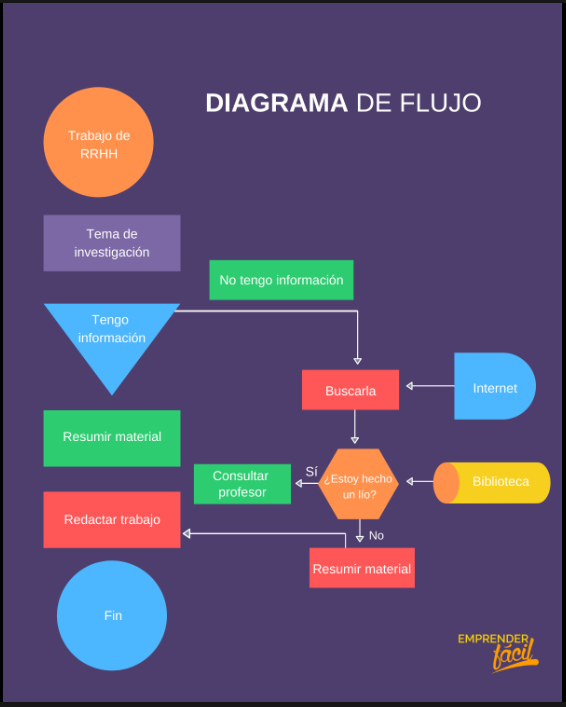 DIAGRAMA DE FLUJO
Trabajo de
RRHH
Tema de
investigación
No tengo información
Tengo
información
Buscarla
Internet
Resumir material
Consultar
profesor
Sí
¿Estoy hecho
un lío?
Biblioteca
Redactar trabajo
No
Resumir material
Fin
EMPRENDER
fácil